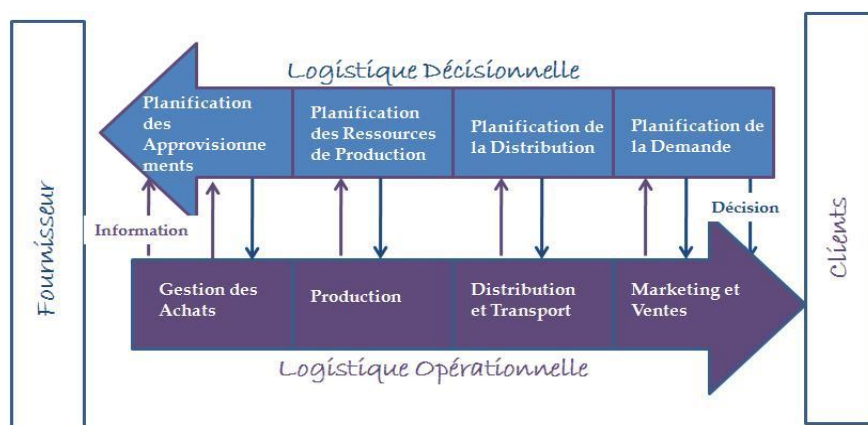 Fournisseur
Logistique Décisionnelle
Planification
des
Approvisionne
ments
Planification
des Ressources
de Production
Planification de
la Distribution
Planification de
la Demande
Information
Décision
Gestion des
Achats
Production
Distribution
et Transport
Marketing et
Ventes
Logistique Opérationnelle
Clients